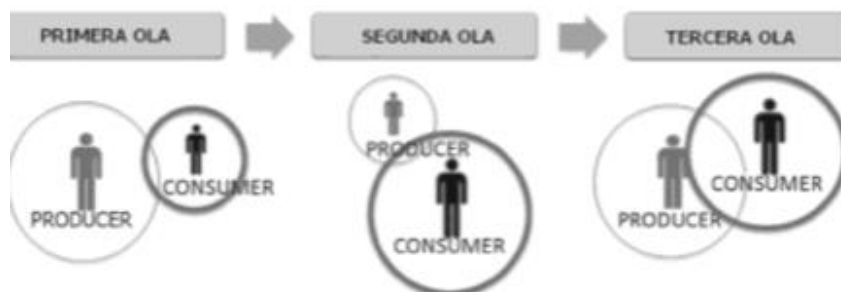 PRIMERA OLA
SEGUNDA OLA
TERCERA OLA
CONSUMER
PRODUCER
PRODUCER
CONSUMER
CONSUMER
PRODUCER